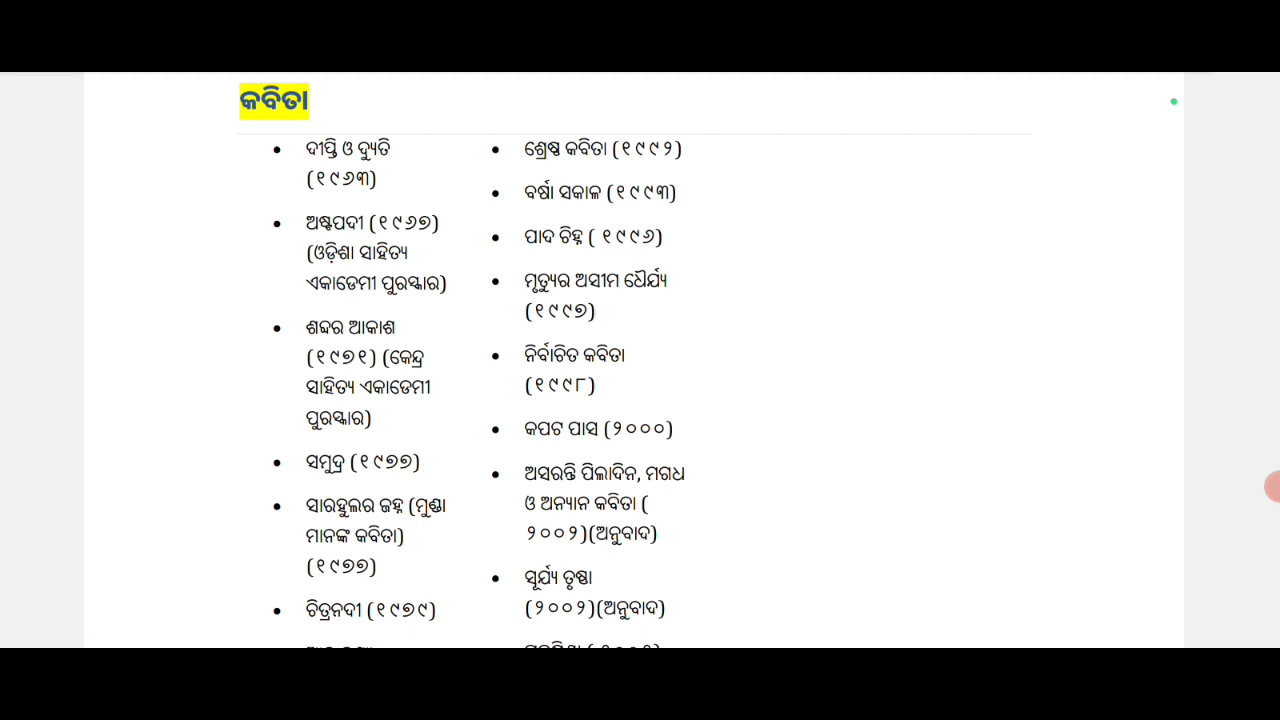 କବିତା
ଦୀପ୍ତି ଓ ଦ୍ୟୁତି
(୧୯୬୩)
ଅଷ୍ଟପଦୀ (୧୯୬୭)
(ଓଡ଼ିଶା ସାହିତ୍ୟ
ଏକାଡେମୀ ପୁରସ୍କାର)
ଶବ୍ଦର ଆକାଶ
(୧୯୭୧) (କେନ୍ଦ୍ର
ସାହିତ୍ୟ ଏକାଡେମୀ
ପୁରସ୍କାର)
ସମୁଦ୍ର (୧୯୭୭)
ସାରହୁଲର ଜହ୍ନ (ମୁଣ୍ଡା
ମାନଙ୍କ କବିତା)
(୧୯୭୭)
ଚିତ୍ରନଦୀ (୧୯୭୯)
ଶ୍ରେଷ୍ଠ କବିତା (୧୯୯୨)
ବର୍ଷା ସକାଳ (୧୯୯୩)
ପାଦ ଚିହ୍ନ ( ୧୯୯୬)
ମୃତ୍ୟୁର ଅସୀମ ଧୈର୍ଯ୍ୟ
(୧୯୯୭)
ନିର୍ବାଚିତ କବିତା
(୧୯୯୮)
କପଟ ପାସ (୨୦୦୦)
ଅସରନ୍ତି ପିଲାଦିନ, ମଗଧ
ଓ ଅନ୍ୟାନ କବିତା (
୨୦୦୨)(ଅନୁବାଦ)
ସୂର୍ଯ୍ୟ ତୃଷ୍ଣା
(୨୦୦୨)(ଅନୁବାଦ)